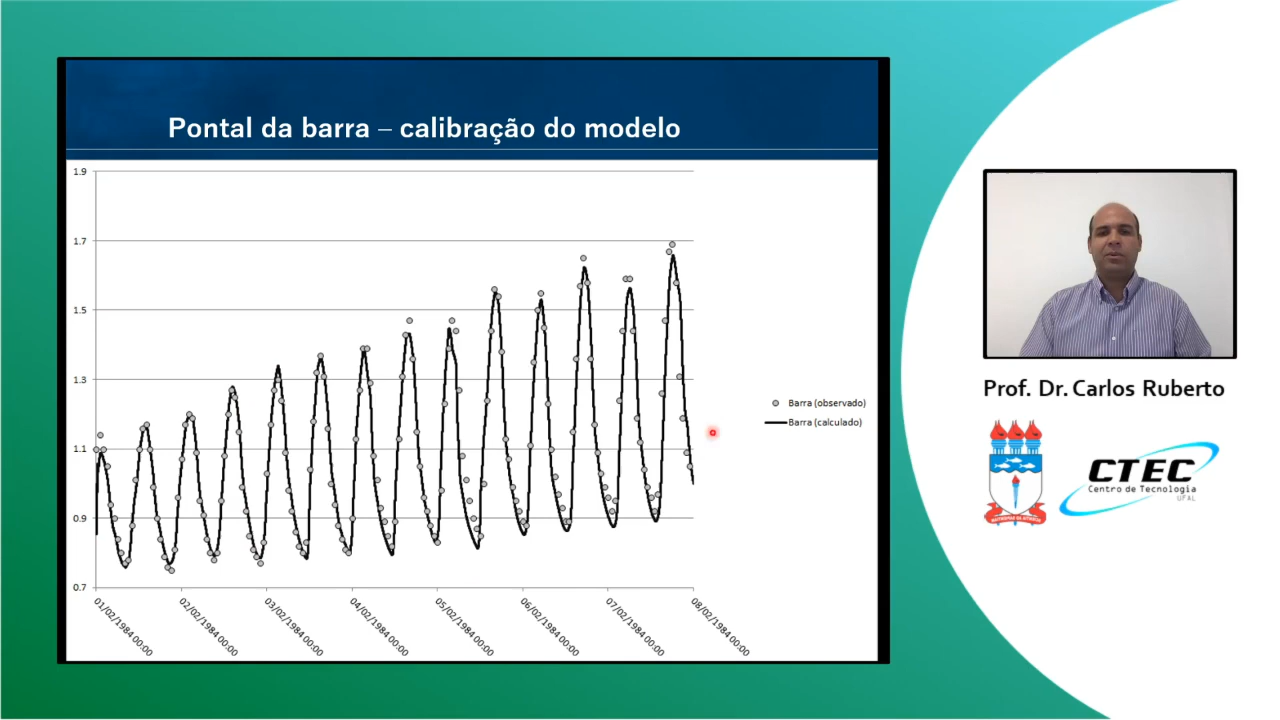 Pontal da barra – calibração do modelo
1.9
1.7
1.5
1.3
1.1
0.9
0.7
01/02/1984 00:00
02/02/1984 00:00
03/02/1984 00:00
04/02/1984 00:00
05/02/1984 00:00
06/02/1984 00:00
07/02/1984 00:00
08/02/1984 00:00
Barra (observado)
Barra (calculado)
Prof. Dr. Carlos Ruberto
CTEC
Centro de Tecnologia
UFAL